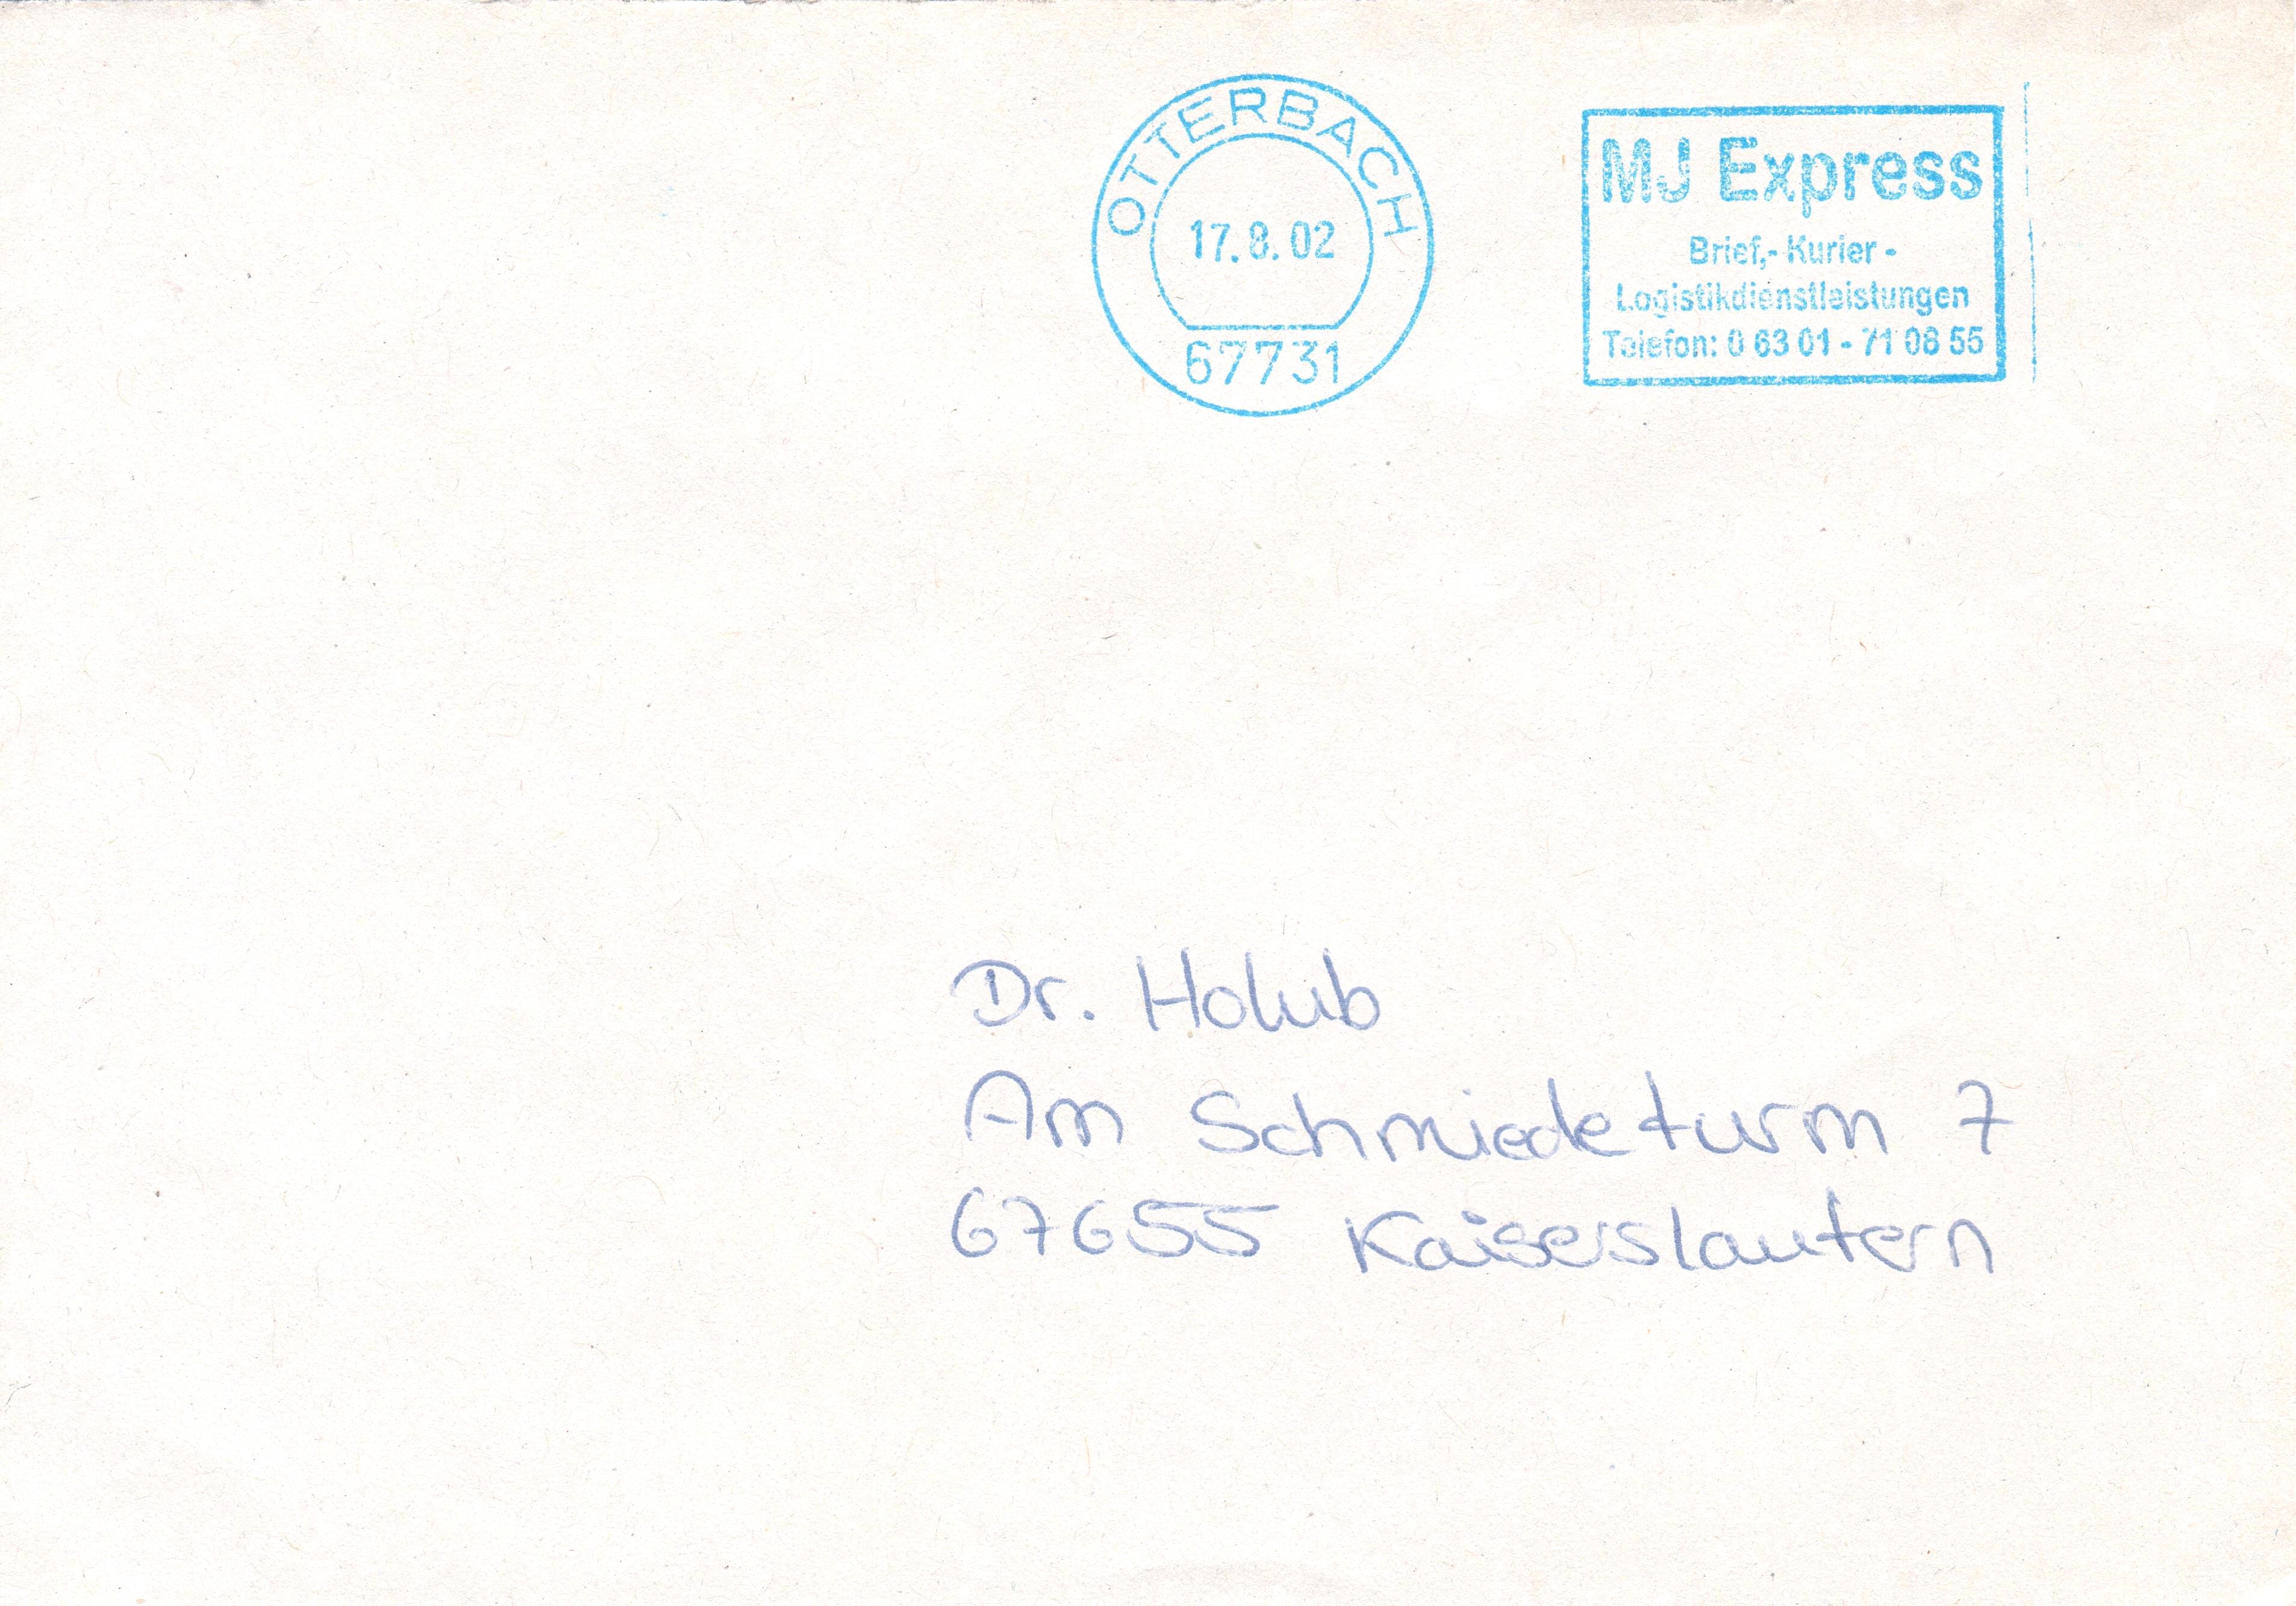 OTTERBACH
17.8.02
67731
MJ Express
Brief,- Kurier -
Logistikdienstleistungen
Telefon: 0 63 01 - 71 08 55
Dr. Holub
Am Schmiedeturm 7
67655 Kaiserslautern